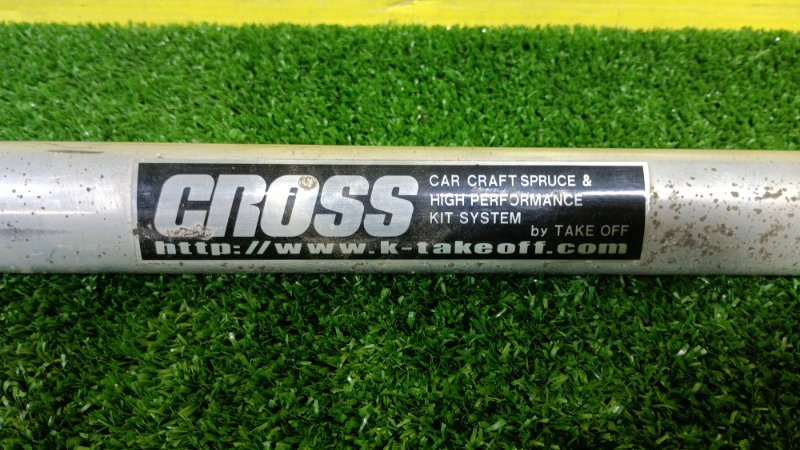 CROSS
CAR CRAFT SPRUCE &
HIGH PERFORMANCE
KIT SYSTEM
by TAKE OFF
http://www.k-takeoff.com